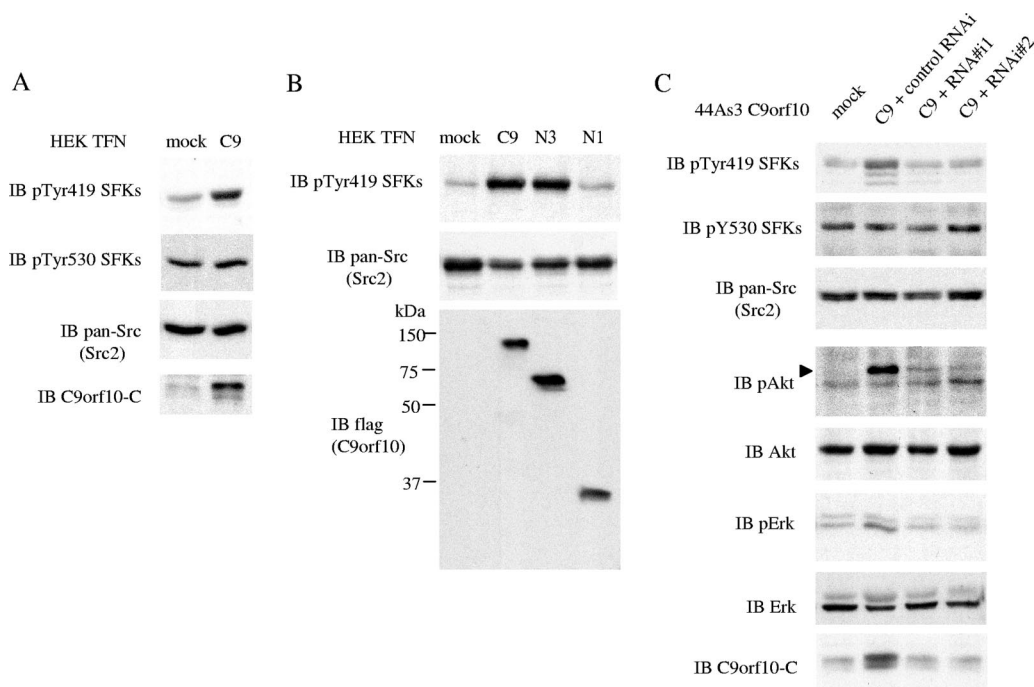 A
HEK TFN
mock C9
IB pTyr419 SFKs
IB pTyr530 SFKs
IB pan-Src
(Src2)
IB C9orf10-C
B
HEK TFN
mock C9 N3 N1
IB pTyr419 SFKs
IB pan-Src
(Src2)
kDa
150
75
50
37
IB flag
(C9orf10)
C
44As3 C9orf10
mock
C9 + control RNAi
C9 + RNA#i1
C9 + RNAi#2
IB pTyr419 SFKs
IB pY530 SFKs
IB pan-Src
(Src2)
IB pAkt
IB Akt
IB pErk
IB Erk
IB C9orf10-C